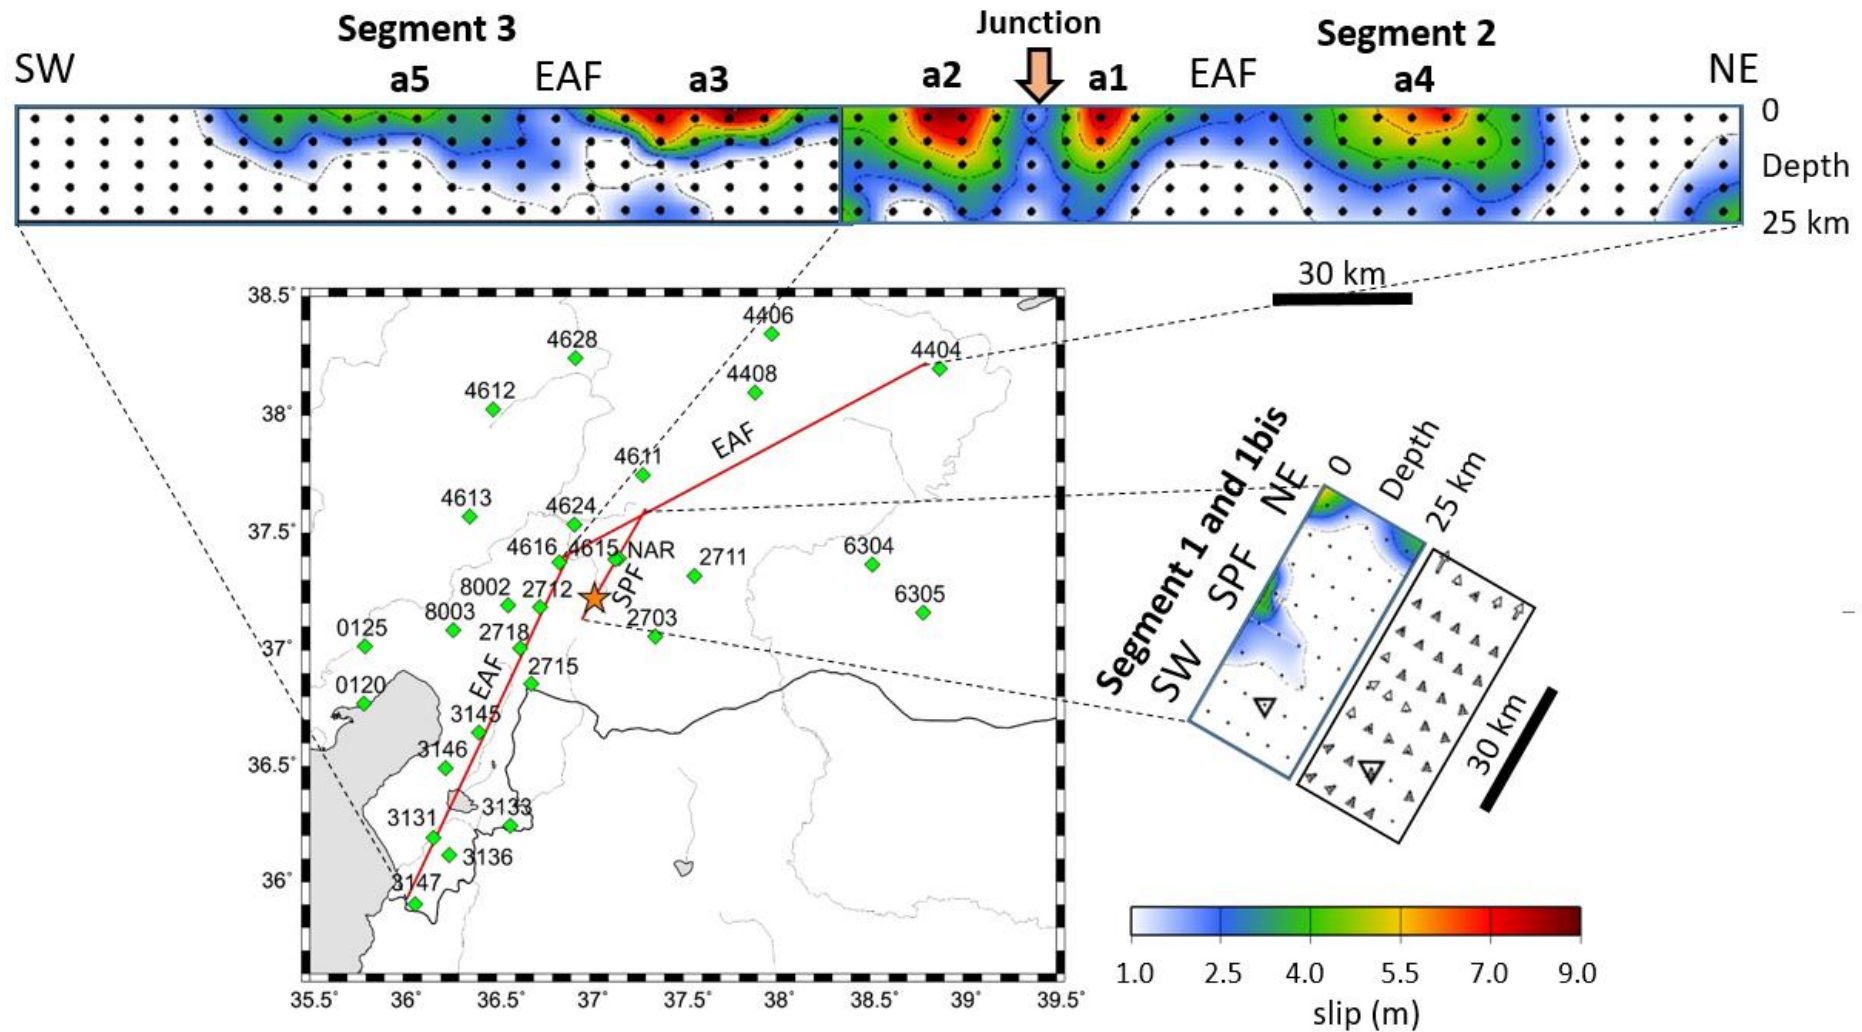 Segment 3
Junction
Segment 2
SW
a5
EAF
a3
a2
a1
EAF
a4
NE
0
Depth
25 km
30 km
38.5°
38°
37.5°
37°
36.5°
36°
35.5°
36°
36.5°
37°
37.5°
38°
38.5°
39°
39.5°
4406
4628
4404
4408
4612
EAF
4611
4613
4624
4616
4615
NAR
2711
6304
SPF
8002
2712
6305
8003
2703
0125
2718
2715
EAF
0120
3145
3146
3133
3131
3136
3147
Segment 1 and 1bis
SW
SPF
NE
0
Depth
25 km
30 km
1.0
2.5
4.0
5.5
7.0
9.0
slip (m)